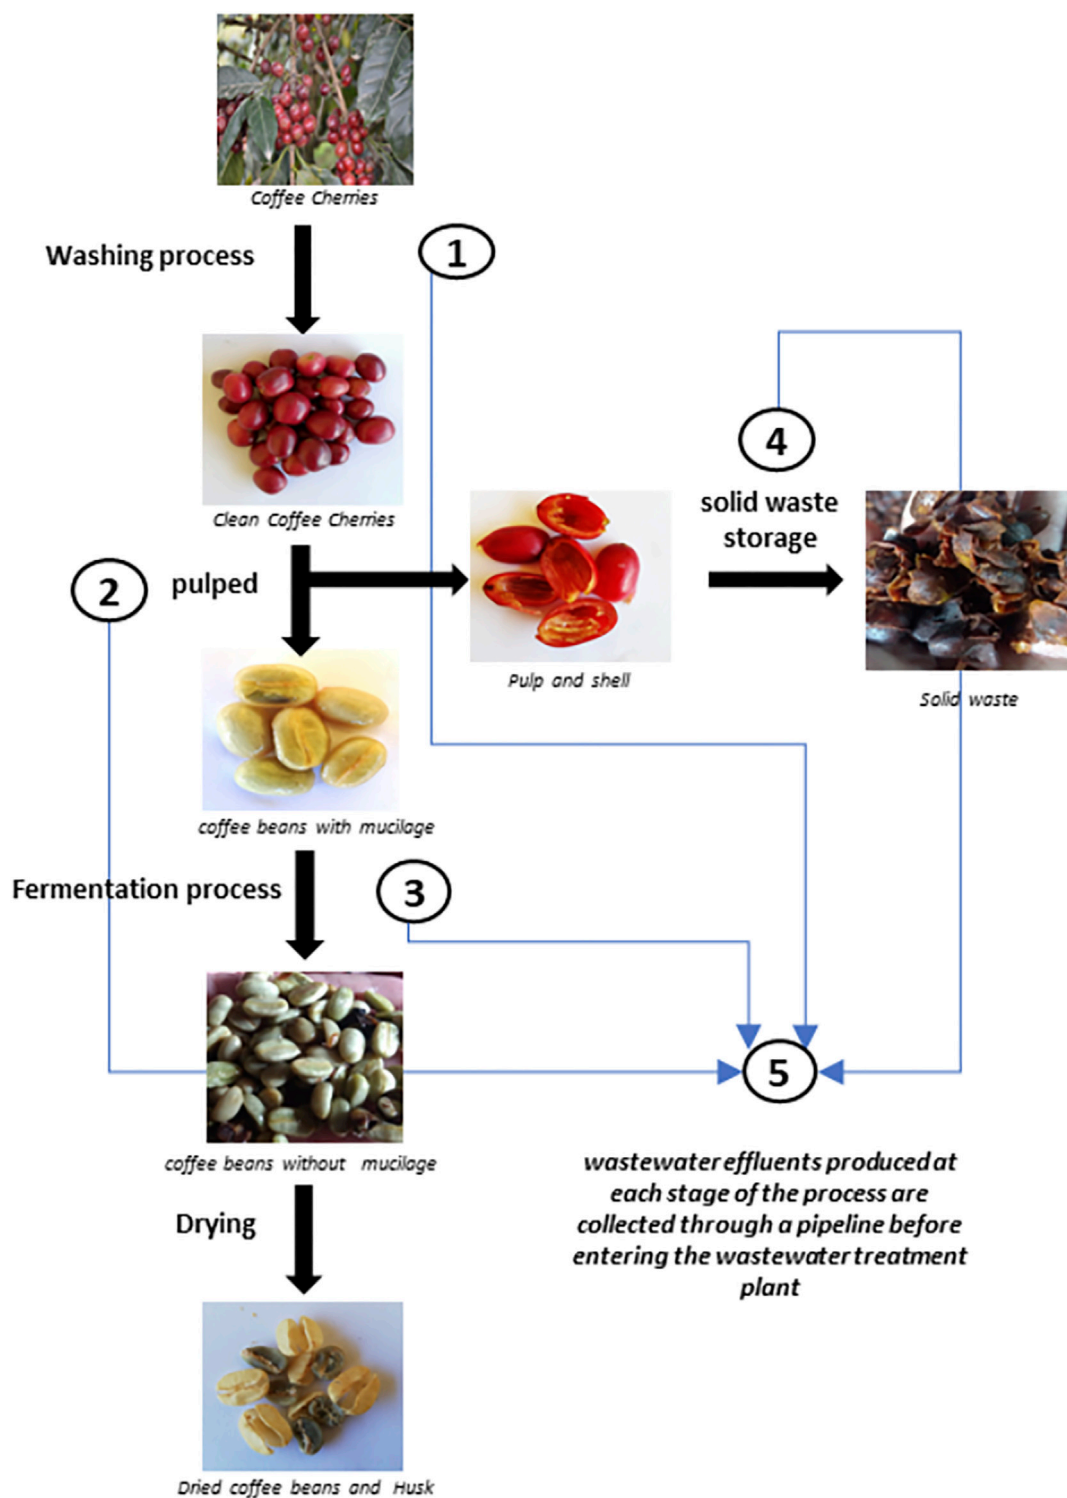 Coffee Cherries
Washing process
1
Clean Coffee Cherries
4
solid waste
storage
2
pulped
Pulp and shell
Solid waste
coffee beans with mucilage
Fermentation process
3
5
coffee beans without mucilage
wastewater effluents produced at
each stage of the process are
collected through a pipeline before
entering the wastewater treatment
plant
Drying
Dried coffee beans and Husk